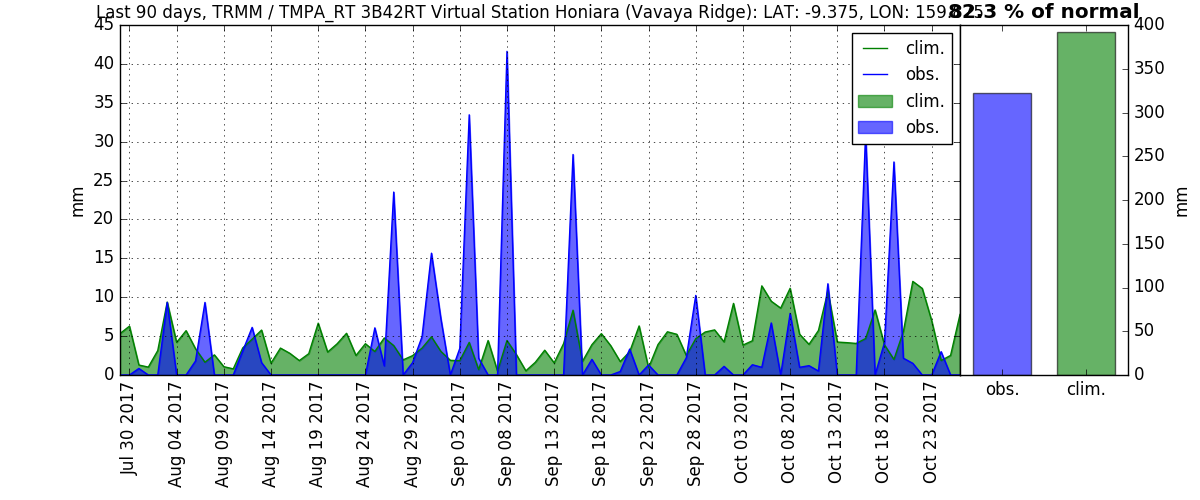 Last 90 days, TRMM / TMPA_RT 3B42RT Virtual Station Honiara (Vavaya Ridge): LAT: -9.375, LON:
82.3 % of normal
45
40
35
30
25
20
15
10
5
0
mm
clim.
obs.
clim.
obs.
Jul 30 2017
Aug 04 2017
Aug 09 2017
Aug 14 2017
Aug 19 2017
Aug 24 2017
Aug 29 2017
Sep 03 2017
Sep 08 2017
Sep 13 2017
Sep 18 2017
Sep 23 2017
Sep 28 2017
Oct 03 2017
Oct 08 2017
Oct 13 2017
Oct 18 2017
Oct 23 2017
400
350
300
250
200
150
100
50
0
mm
obs.
clim.